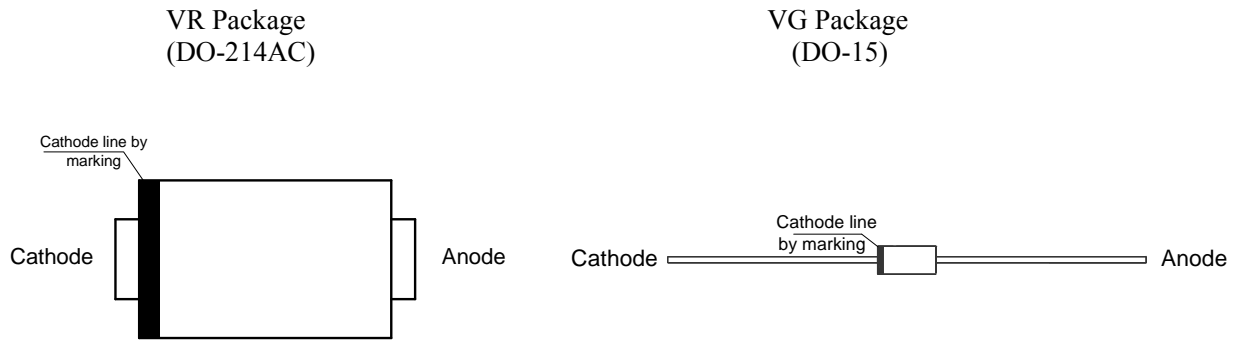 VR Package
(DO-214AC)
VG Package
(DO-15)
Cathode line by
marking
Cathode
Anode
Cathode line
by marking
Cathode
Anode